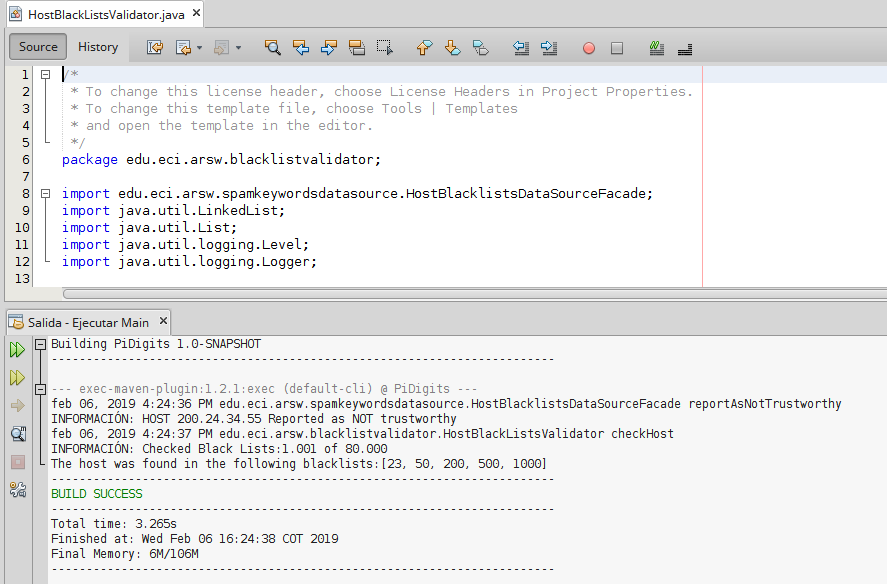 HostBlackListsValidator.java
Source History
1 /*
2 * To change this license header, choose License Headers in Project Properties.
3 * To change this template file, choose Tools | Templates
4 * and open the template in the editor.
5 */
6 package edu.eci.arsw.blacklistvalidator;
7
8 import edu.eci.arsw.spamkeywordsdatasource.HostBlacklistsDataSourceFacade;
9 import java.util.LinkedList;
10 import java.util.List;
11 import java.util.logging.Level;
12 import java.util.logging.Logger;
13
Salida - Ejecutar Main
Building PiDigits 1.0-SNAPSHOT
------------------------------------------------------------------------
--- exec-maven-plugin:1.2.1:exec (default-cli) @ PiDigits ---
feb 06, 2019 4:24:36 PM edu.eci.arsw.spamkeywordsdatasource.HostBlacklistsDataSourceFacade reportAsNotTrustworthy
INFORMACIÓN: HOST 200.24.34.55 Reported as NOT trustworthy
feb 06, 2019 4:24:37 PM edu.eci.arsw.blacklistvalidator.HostBlackListsValidator checkHost
INFORMACIÓN: Checked Black Lists:1.001 of 80.000
The host was found in the following blacklists:[23, 50, 200, 500, 1000]
------------------------------------------------------------------------
BUILD SUCCESS
------------------------------------------------------------------------
Total time: 3.265s
Finished at: Wed Feb 06 16:24:38 COT 2019
Final Memory: 6M/106M
------------------------------------------------------------------------